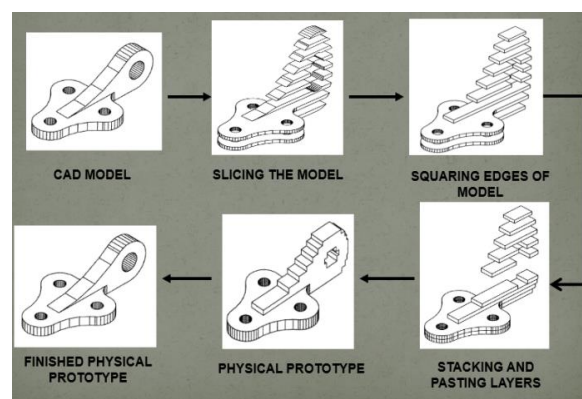 CAD MODEL
SLICING THE MODEL
SQUARING EDGES OF
MODEL
FINISHED PHYSICAL
PROTOTYPE
PHYSICAL PROTOTYPE
STACKING AND
PASTING LAYERS